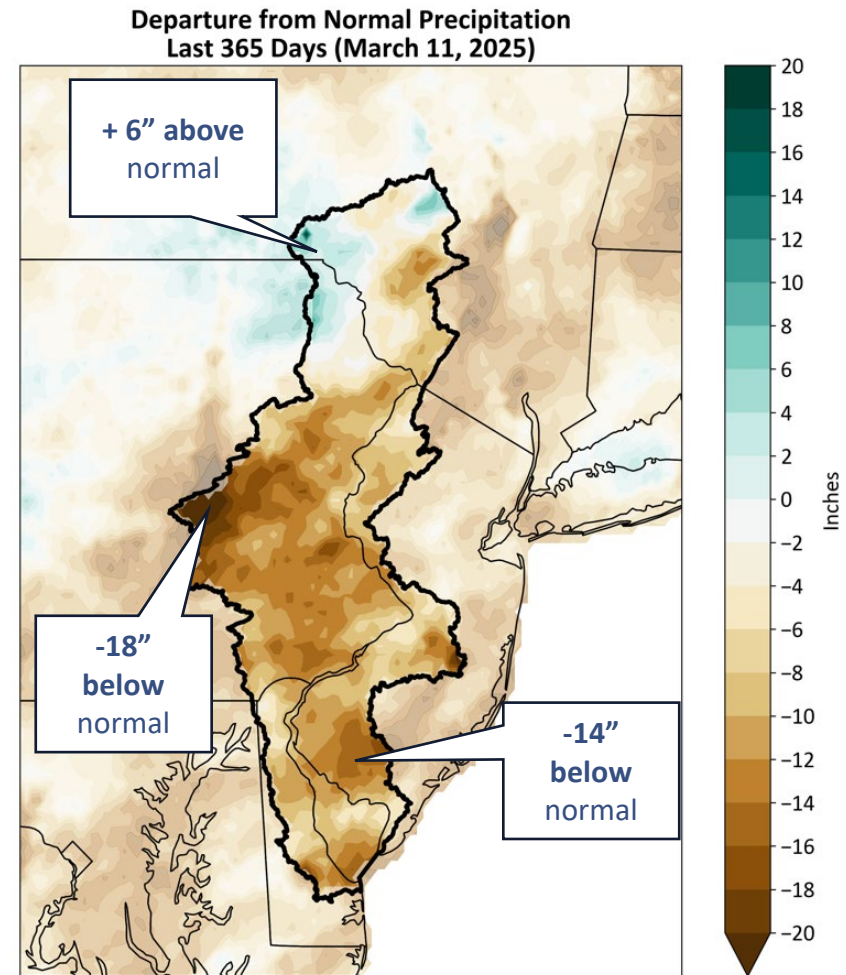 Departure from Normal Precipitation
Last 365 Days (March 11, 2025)
+ 6” above
normal
-18”
below
normal
-14”
below
normal
20
18
16
14
12
10
8
6
4
2
0
−2
−4
−6
−8
−10
−12
−14
−16
−18
−20
Inches